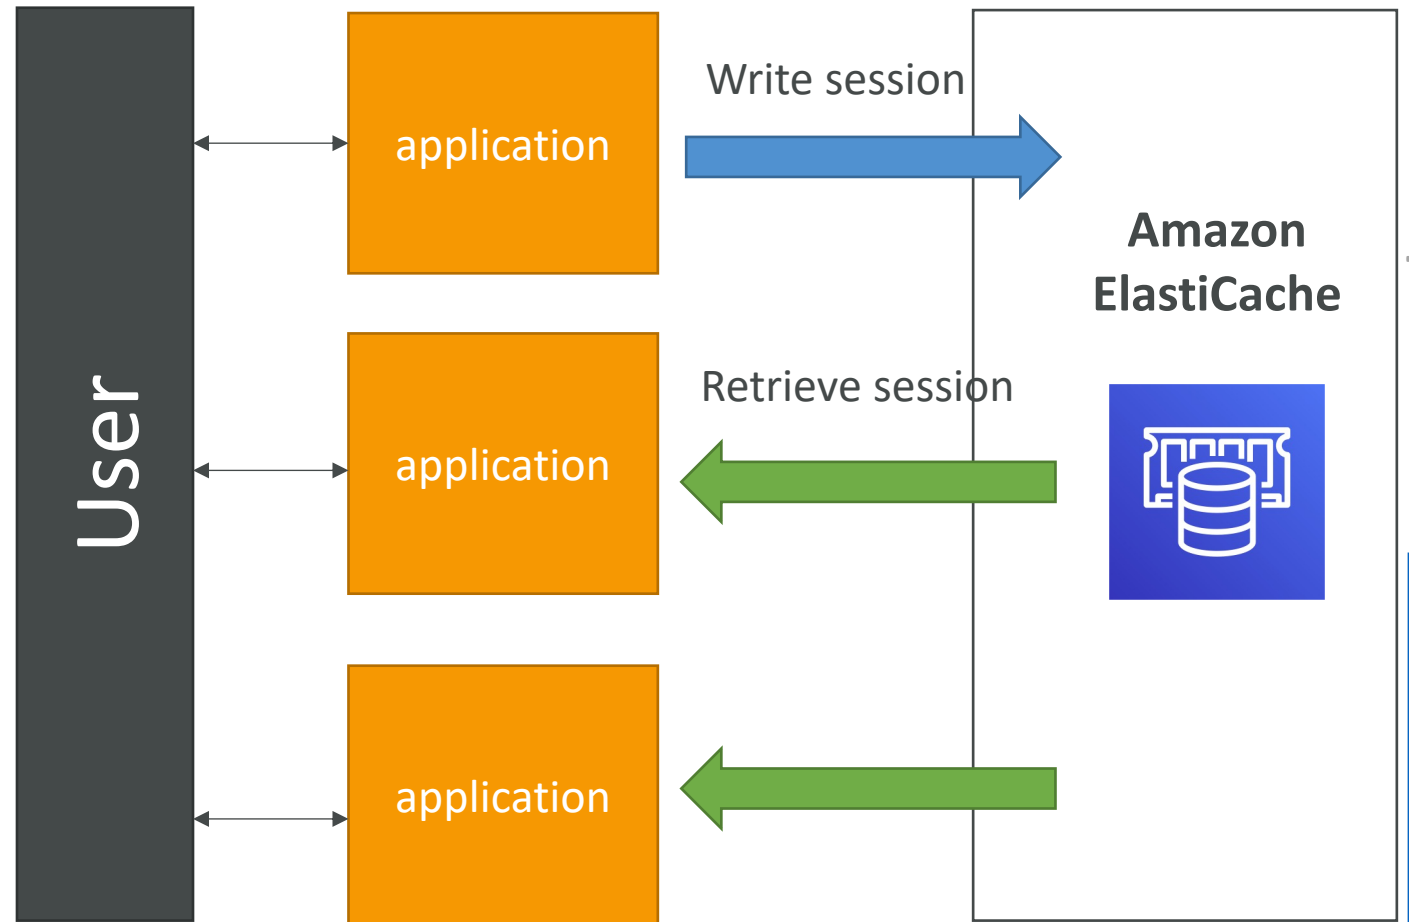 User
application
Write session
Amazon
ElastiCache
application
Retrieve session
application